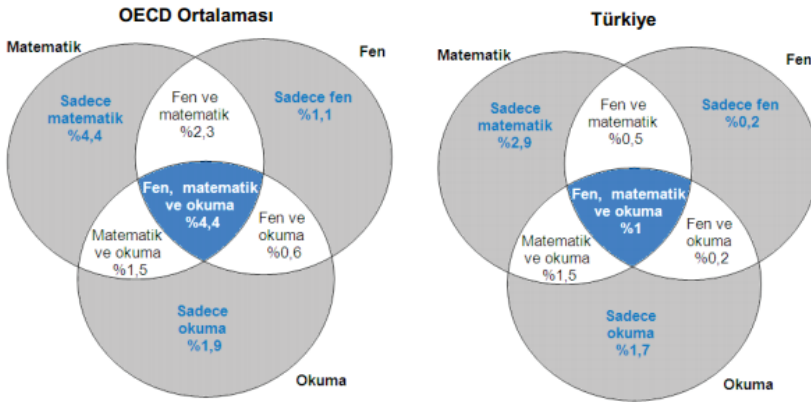 OECD Ortalaması
Matematik
Fen
Sadece
matematik
%4,4
Fen ve
matematik
%2,3
Sadece fen
%1,1
Fen, matematik
ve okuma
%4,4
Matematik
ve okuma
%1,5
Fen ve
okuma
%0,6
Sadece
okuma
%1,9
Okuma
Türkiye
Matematik
Fen
Sadece
matematik
%2,9
Fen ve
matematik
%0,5
Sadece fen
%0,2
Fen, matematik
ve okuma
%1
Matematik
ve okuma
%1,5
Fen ve
okuma
%0,2
Sadece
okuma
%1,7
Okuma